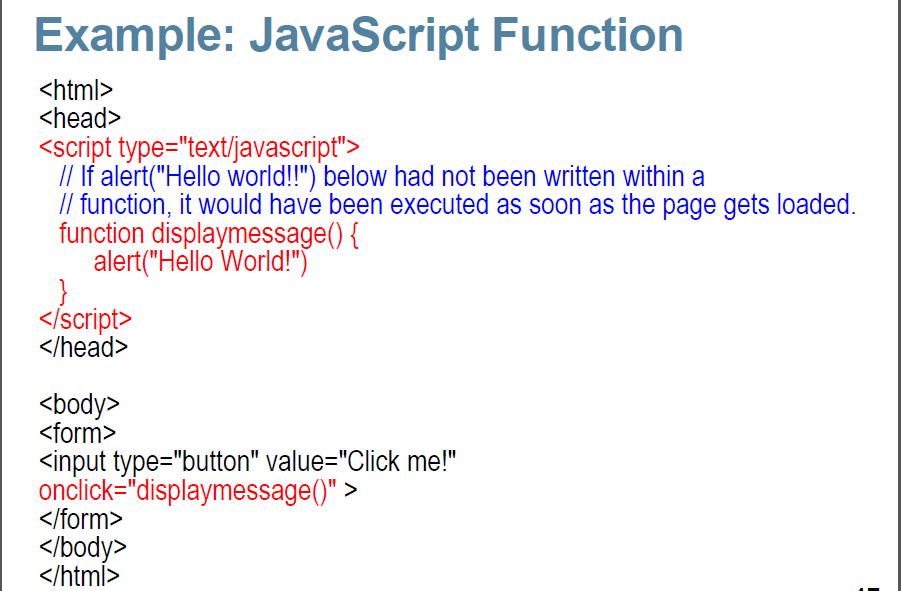 Example: JavaScript Function
<html>
<head>
<script type="text/javascript">
// If alert("Hello world!!") below had not been written within a
// function, it would have been executed as soon as the page gets loaded.
function displaymessage() {
alert("Hello World!")
}
</script>
</head>
<body>
<form>
<input type="button" value="Click me!"
onclick="displaymessage()" >
</form>
</body>
</html>